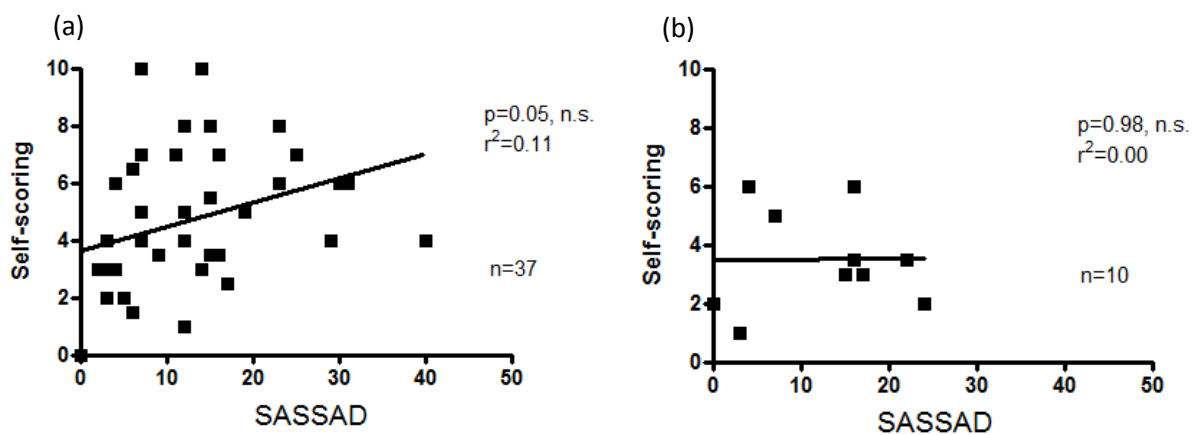 (a)
10
8
6
4
2
0
Self-scoring
p=0.05, n.s.
r²=0.11
n=37
0 10 20 30 40 50
SASSAD
(b)
10
8
6
4
2
0
Self-scoring
p=0.98, n.s.
r²=0.00
n=10
0 10 20 30 40 50
SASSAD